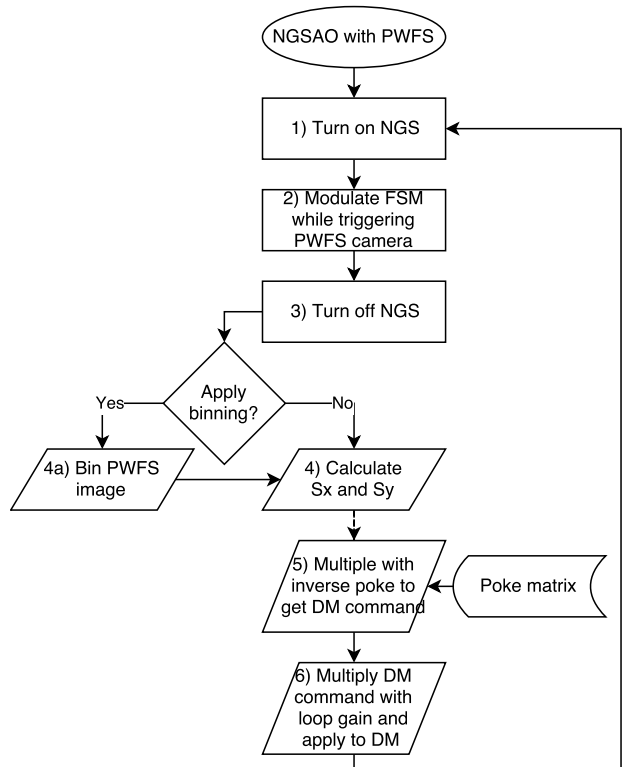 NGSAO with PWFS
1) Turn on NGS
2) Modulate FSM
while triggering
PWFS camera
3) Turn off NGS
Apply
binning?
Yes
No
4a) Bin PWFS
image
4) Calculate
Sx and Sy
5) Multiple with
inverse poke to
get DM command
Poke matrix
6) Multiply DM
command with
loop gain and
apply to DM